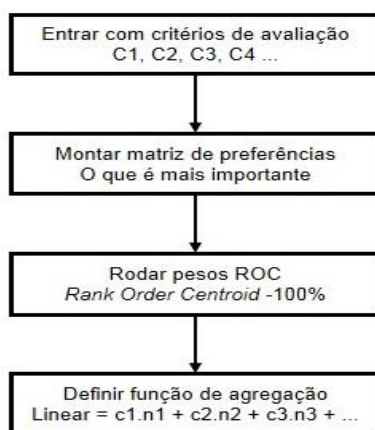 Entrar com critérios de avaliação
C1, C2, C3, C4 ...
Montar matriz de preferências
O que é mais importante
Rodar pesos ROC
Rank Order Centroid -100%
Definir função de agregação
Linear = c1.n1 + c2.n2 + c3.n3 + ...